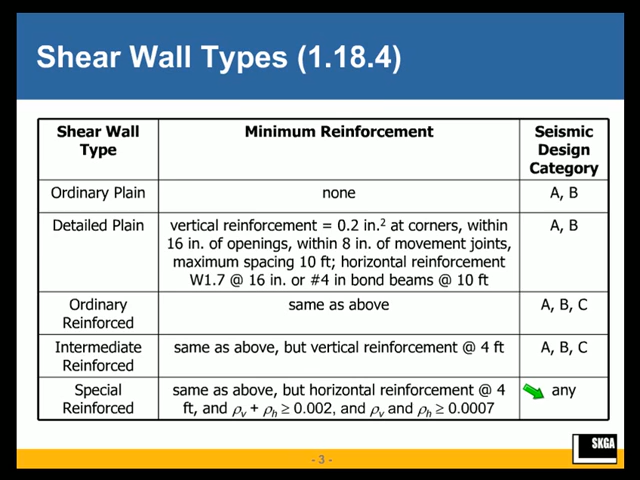 Shear Wall Types (1.18.4)
Shear Wall
Type
Minimum Reinforcement
Seismic
Design
Category
Ordinary Plain
none
A, B
Detailed Plain
vertical reinforcement = 0.2 in.² at corners, within
16 in. of openings, within 8 in. of movement joints,
maximum spacing 10 ft; horizontal reinforcement
W1.7 @ 16 in. or #4 in bond beams @ 10 ft
A, B
Ordinary
Reinforced
same as above
A, B, C
Intermediate
Reinforced
same as above, but vertical reinforcement @ 4 ft
A, B, C
Special
Reinforced
same as above, but horizontal reinforcement @ 4
ft, and ρv + ρh ≥ 0.002, and ρv and ρh ≥ 0.0007
any
SKGA
- 3 -